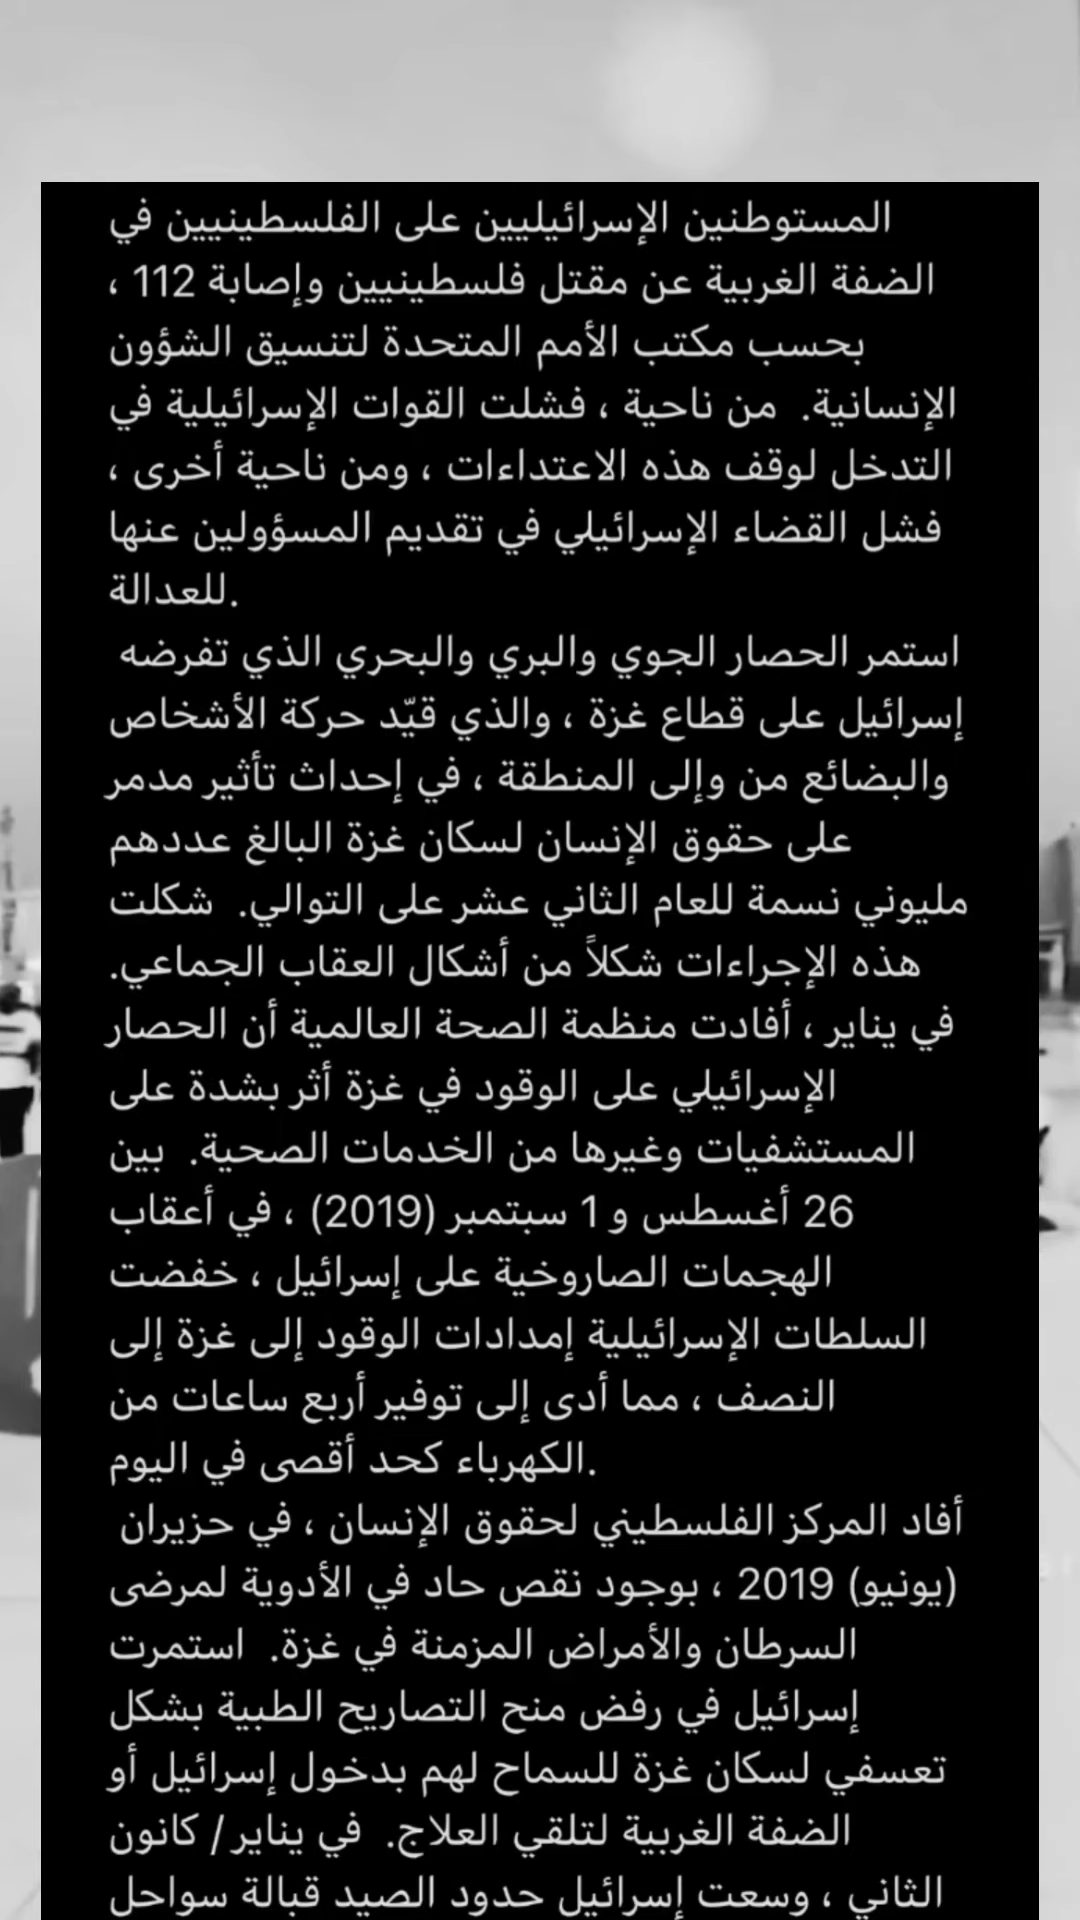 المستوطنين الإسرائيليين على الفلسطينيين في
الضفة الغربية عن مقتل فلسطينيين وإصابة 112 ،
بحسب مكتب الأمم المتحدة لتنسيق الشؤون
الإنسانية. من ناحية ، فشلت القوات الإسرائيلية في
التدخل لوقف هذه الاعتداءات ، ومن ناحية أخرى ،
فشل القضاء الإسرائيلي في تقديم المسؤولين عنها
للعدالة.
استمر الحصار الجوي والبري والبحري الذي تفرضه
إسرائيل على قطاع غزة ، والذي قيّد حركة الأشخاص
والبضائع من وإلى المنطقة ، في إحداث تأثير مدمر
على حقوق الإنسان لسكان غزة البالغ عددهم
مليوني نسمة للعام الثاني عشر على التوالي. شكلت
هذه الإجراءات شكلاً من أشكال العقاب الجماعي.
في يناير ، أفادت منظمة الصحة العالمية أن الحصار
الإسرائيلي على الوقود في غزة أثر بشدة على
المستشفيات وغيرها من الخدمات الصحية. بين
26 أغسطس و 1 سبتمبر (2019) ، في أعقاب
الهجمات الصاروخية على إسرائيل ، خفضت
السلطات الإسرائيلية إمدادات الوقود إلى غزة إلى
النصف ، مما أدى إلى توفير أربع ساعات من
الكهرباء كحد أقصى في اليوم.
أفاد المركز الفلسطيني لحقوق الإنسان ، في حزيران
(يونيو) 2019 ، بوجود نقص حاد في الأدوية لمرضى
السرطان والأمراض المزمنة في غزة. استمرت
إسرائيل في رفض منح التصاريح الطبية بشكل
تعسفي لسكان غزة للسماح لهم بدخول إسرائيل أو
الضفة الغربية لتلقي العلاج. في يناير / كانون
الثاني ، وسعت إسرائيل حدود الصيد قبالة سواحل